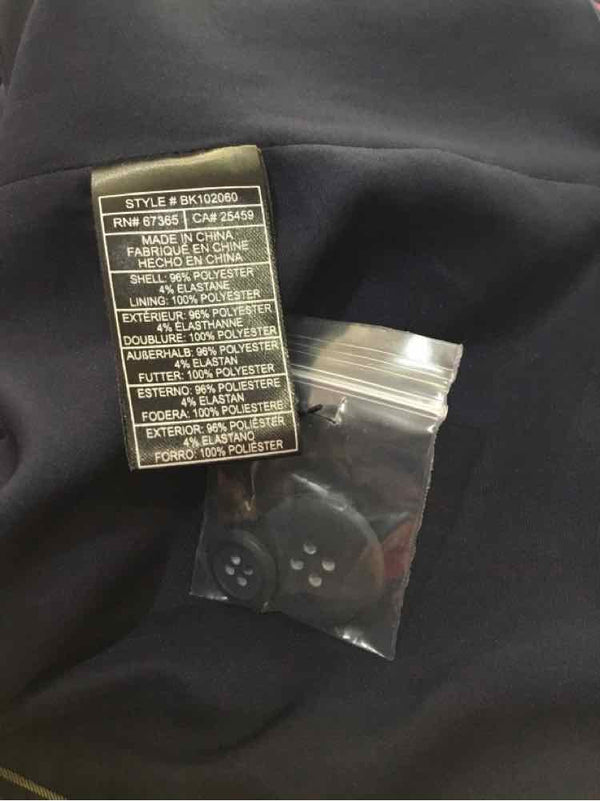 STYLE # BK102060
RN# 67365 CA# 25459
MADE IN CHINA
FABRIQUÉ EN CHINE
HECHO EN CHINA
SHELL: 96% POLYESTER
4% ELASTANE
LINING: 100% POLYESTER
EXTÉRIEUR: 96% POLYESTER
4% ÉLASTHANNE
DOUBLURE: 100% POLYESTER
AUßERHALB: 96% POLYESTER
4% ELASTAN
FUTTER: 100% POLYESTER
ESTERNO: 96% POLIESTERE
4% ELASTAN
FODERA: 100% POLIESTERE
EXTERIOR: 96% POLIÉSTER
4% ELASTANO
FORRO: 100% POLIÉSTER